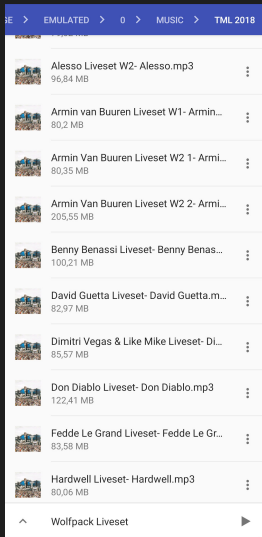 EMULATED > 0 > MUSIC > TML 2018
Alesso Liveset W2- Alesso.mp3
96,84 MB
Armin van Buuren Liveset W1- Armin...
80,2 MB
Armin Van Buuren Liveset W2 1- Armi...
80,35 MB
Armin Van Buuren Liveset W2 2- Armi...
205,55 MB
Benny Benassi Liveset- Benny Benas...
100,21 MB
David Guetta Liveset- David Guetta.m...
82,97 MB
Dimitri Vegas & Like Mike Liveset- Di...
85,57 MB
Don Diablo Liveset- Don Diablo.mp3
122,41 MB
Fedde Le Grand Liveset- Fedde Le Gr...
83,58 MB
Hardwell Liveset- Hardwell.mp3
80,06 MB
Wolfpack Liveset